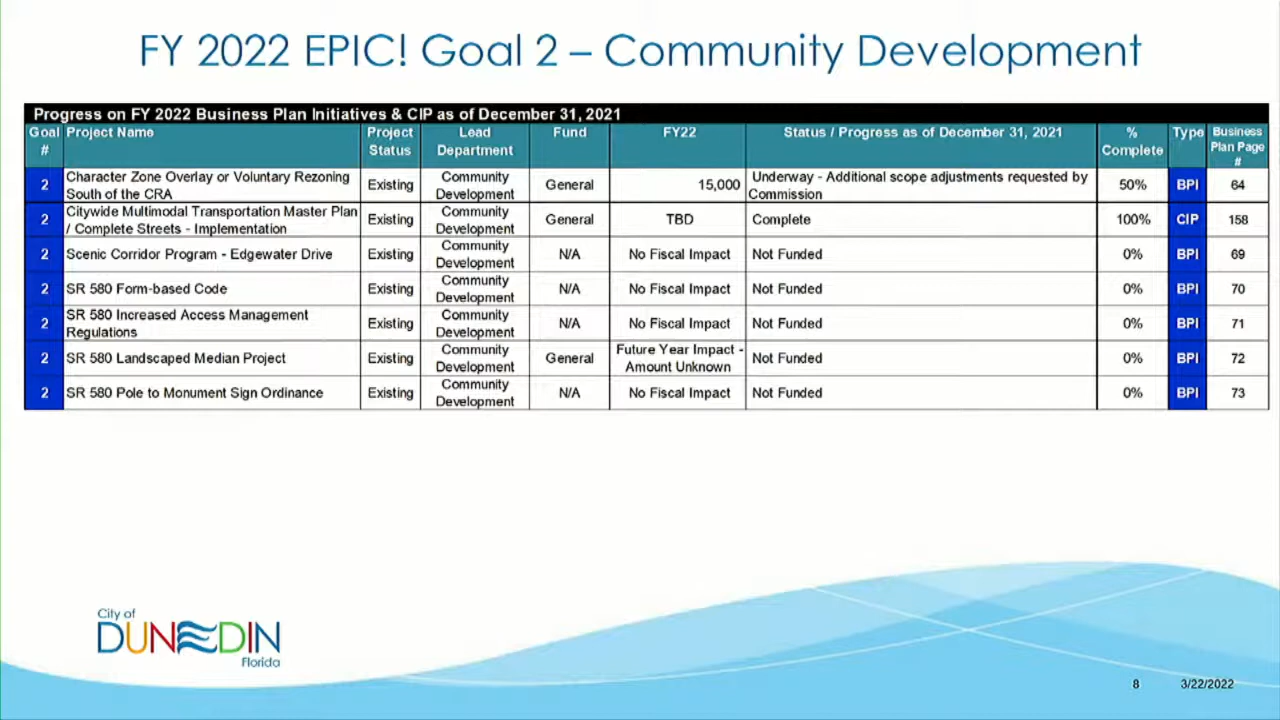 FY 2022 EPIC! Goal 2 – Community Development
Progress on FY 2022 Business Plan Initiatives & CIP as of December 31, 2021
Goal # Project Name Project Status Lead Department Fund FY22 Status / Progress as of December 31, 2021 % Complete Type Business Plan Page #
2 Character Zone Overlay or Voluntary Rezoning South of the CRA Existing Community Development General 15,000 Underway - Additional scope adjustments requested by Commission 50% BPI 64
2 Citywide Multimodal Transportation Master Plan / Complete Streets - Implementation Existing Community Development General TBD Complete 100% CIP 158
2 Scenic Corridor Program - Edgewater Drive Existing Community Development N/A No Fiscal Impact Not Funded 0% BPI 69
2 SR 580 Form-based Code Existing Community Development N/A No Fiscal Impact Not Funded 0% BPI 70
2 SR 580 Increased Access Management Regulations Existing Community Development N/A No Fiscal Impact Not Funded 0% BPI 71
2 SR 580 Landscaped Median Project Existing Community Development General Future Year Impact - Amount Unknown Not Funded 0% BPI 72
2 SR 580 Pole to Monument Sign Ordinance Existing Community Development N/A No Fiscal Impact Not Funded 0% BPI 73
City of
DUNEDIN
Florida
8 3/22/2022